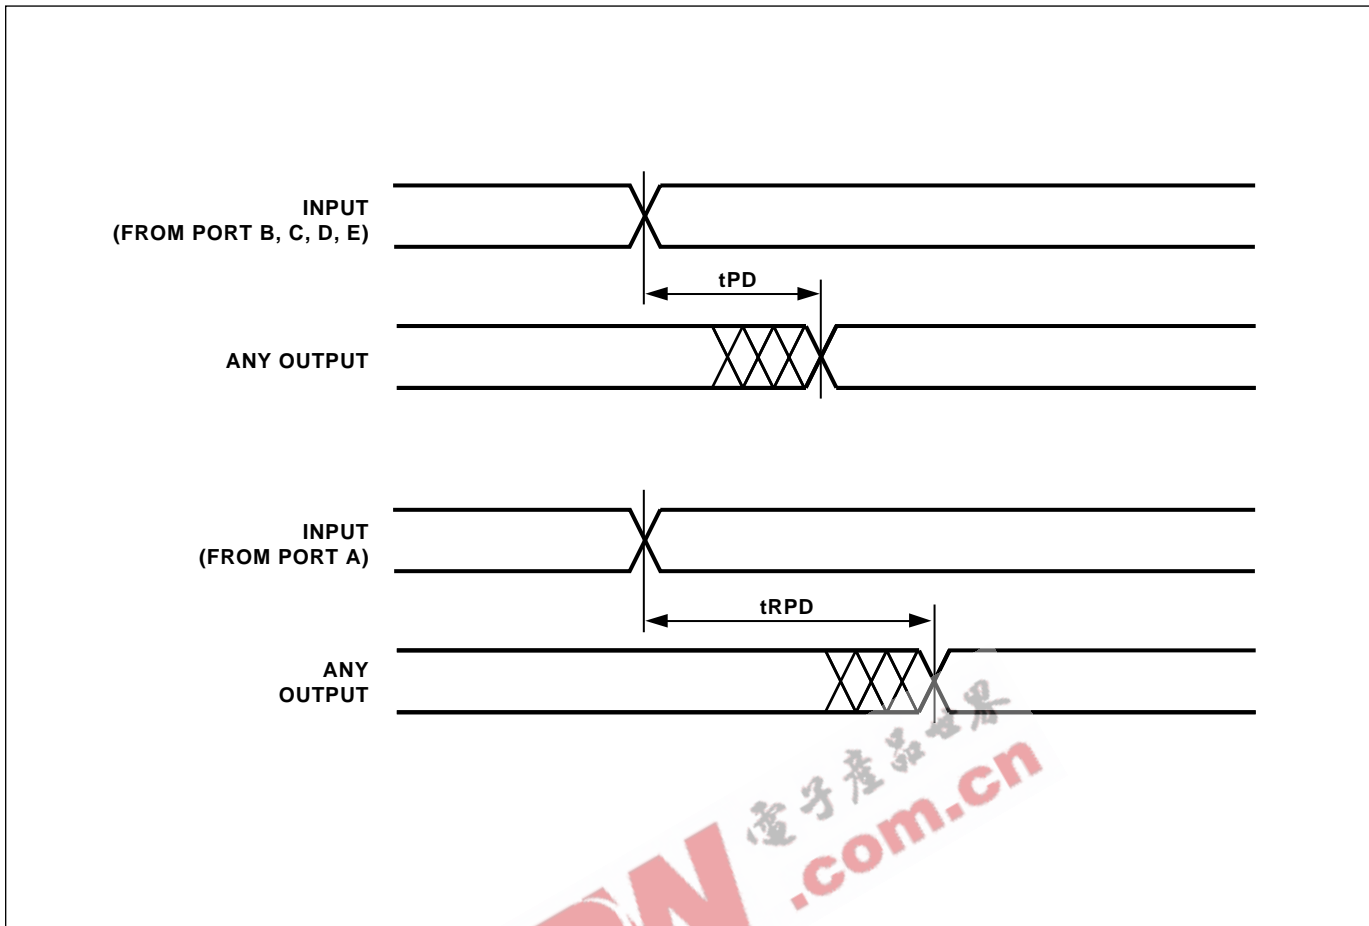 INPUT
(FROM PORT B, C, D, E)
tPD
ANY OUTPUT
INPUT
(FROM PORT A)
tRPD
ANY
OUTPUT
電子產品世界
.com.cn